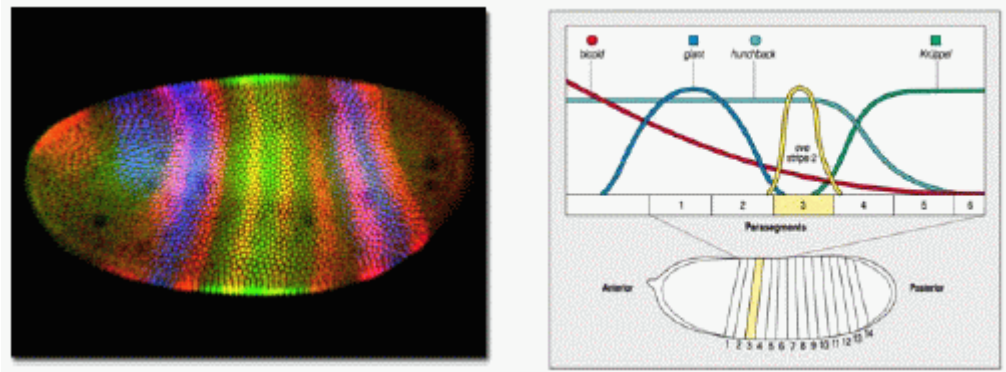 bicoid giant hunchback Krüppel
eve
stripe 2
1 2 3 4 5 6
Parasegments
Anterior Posterior
1 2 3 4 5 6 7 8 9 10 11 12 13 14